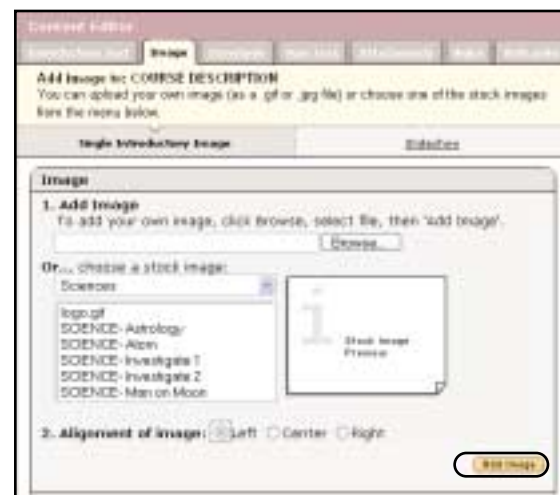 Content Editor
Image
Add Image to: COURSE DESCRIPTION
You can upload your own image (as a .gif or .jpg file) or choose one of the stock images
from the menu below.
Single Introductory Image
Slideshow
Image
1. Add Image
To add your own image, click Browse, select file, then 'Add Image'.
Browse...
Or... choose a stock image:
Sciences
logo.gif
SCIENCE- Astrology
SCIENCE- Atom
SCIENCE- Investigate 1
SCIENCE- Investigate 2
SCIENCE- Man on Moon
Stock Image
Preview
2. Alignment of image: Left Center Right
Add Image